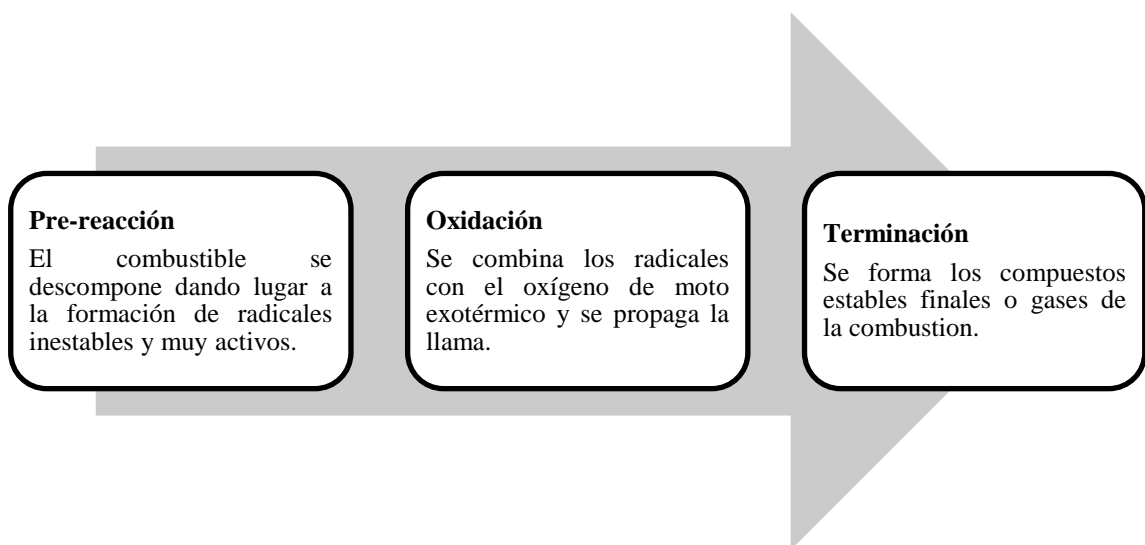 Pre-reacción
El combustible se
descompone dando lugar a
la formación de radicales
inestables y muy activos.
Oxidación
Se combina los radicales
con el oxígeno de moto
exotérmico y se propaga la
llama.
Terminación
Se forma los compuestos
estables finales o gases de
la combustion.